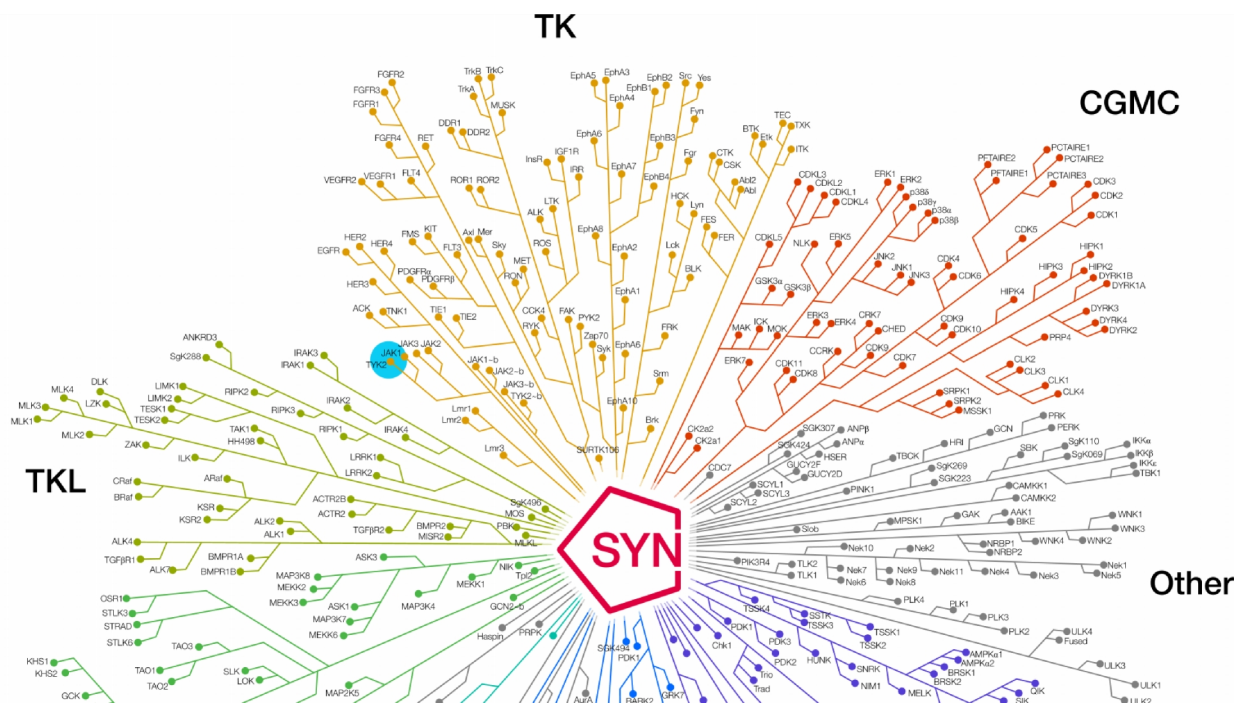 TK
CGMC
TKL
Other
SYN
FGFR2
FGFR3
FGFR1
FGFR4
RET
VEGFR2
VEGFR1
FLT4
TrkB
TrkC
TrkA
MUSK
DDR1
DDR2
ROR1
ROR2
InsR
IGF1R
IRR
LTK
ALK
ROS
EphA5
EphA3
EphB1
EphB2
EphA4
EphA6
EphB3
EphA7
EphB4
EphA8
EphA2
EphA1
EphA6
EphA10
Src
Yes
Fyn
Fgr
HCK
Lyn
Lck
BLK
FRK
Srm
Brk
CTK
CSK
Abl2
Abl
FES
FER
BTK
Etk
TEC
TXK
ITK
HER2
EGFR
HER4
HER3
FMS
KIT
FLT3
PDGFRα
PDGFRβ
Axl
Mer
Sky
MET
RON
ACK
TNK1
TIE1
TIE2
CCK4
RYK
FAK
PYK2
Zap70
Syk
JAK1
TYK2
JAK3
JAK2
JAK1~b
JAK2~b
JAK3~b
TYK2~b
Lmr1
Lmr2
Lmr3
SURTK106
CDKL3
CDKL2
CDKL1
CDKL4
CDKL5
ERK1
ERK2
p38δ
p38γ
p38α
p38β
NLK
ERK5
JNK2
JNK1
JNK3
GSK3α
GSK3β
PFTAIRE2
PFTAIRE1
PCTAIRE1
PCTAIRE2
PCTAIRE3
CDK3
CDK2
CDK1
CDK5
CDK4
CDK6
HIPK1
HIPK3
HIPK2
HIPK4
DYRK1B
DYRK1A
DYRK3
DYRK4
DYRK2
PRP4
MAK
ICK
MOK
ERK3
ERK4
ERK7
CRK7
CHED
CCRK
CDK9
CDK9
CDK10
CDK7
CDK11
CDK8
CLK2
CLK3
CLK1
CLK4
SRPK1
SRPK2
MSSK1
CK2a2
CK2a1
ANKRD3
SgK288
IRAK3
IRAK1
IRAK2
IRAK4
DLK
MLK4
LZK
MLK3
MLK1
MLK2
LIMK1
LIMK2
TESK1
TESK2
RIPK2
RIPK3
RIPK1
TAK1
HH498
ZAK
ILK
LRRK1
LRRK2
CRaf
BRaf
ARaf
KSR
KSR2
ACTR2B
ACTR2
ALK2
ALK1
ALK4
TGFβR1
ALK7
BMPR1A
BMPR1B
TGFβR2
BMPR2
MISR2
SgK496
MOS
PBK
MLKL
CDC7
SGK307
ANPβ
ANPα
SGK424
HSER
GUCY2F
GUCY2D
SCYL1
SCYL3
SCYL2
TBCK
HRI
GCN
PRK
PERK
SBK
SgK110
SgK069
IKKα
IKKβ
IKKε
TBK1
SgK269
SGK223
PINK1
CAMKK1
CAMKK2
Slob
MPSK1
GAK
AAK1
BIKE
WNK1
WNK3
WNK2
WNK4
NRBP1
NRBP2
PIK3R4
TLK2
TLK1
Nek10
Nek2
Nek7
Nek6
Nek9
Nek8
Nek11
Nek4
Nek3
Nek1
Nek5
PLK4
PLK1
PLK3
PLK2
ULK4
Fused
ULK3
ULK1
ULK2
ASK3
MAP3K8
MEKK2
MEKK3
ASK1
MAP3K7
MEKK6
MAP3K4
MEKK1
NIK
Tpl2
GCN2~b
OSR1
STLK3
STRAD
STLK6
TAO3
TAO1
TAO2
SLK
LOK
KHS1
KHS2
GCK
MAP2K5
Haspin
PRPK
AurA
SGK494
PDK1
BARK2
GRK7
TSSK4
SSTK
TSSK3
TSSK1
TSSK2
PDK1
Chk1
PDK3
PDK2
Trio
Trad
HUNK
SNRK
NIM1
AMPKα1
AMPKα2
BRSK1
BRSK2
MELK
QIK
SIK